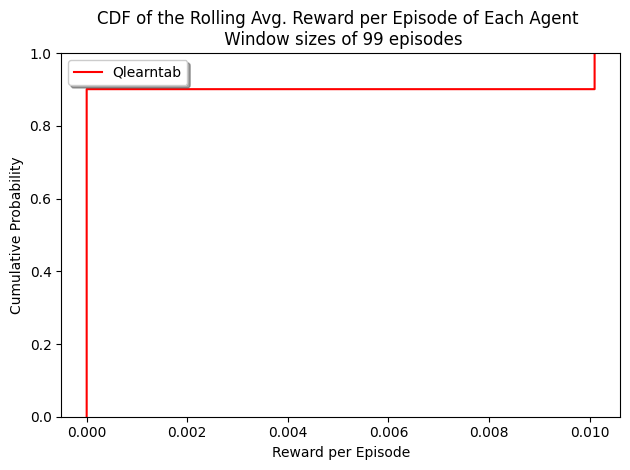 CDF of the Rolling Avg. Reward per Episode of Each Agent
Window sizes of 99 episodes
Qlearntab
1.0
0.8
0.6
0.4
0.2
0.0
Cumulative Probability
0.000 0.002 0.004 0.006 0.008 0.010
Reward per Episode